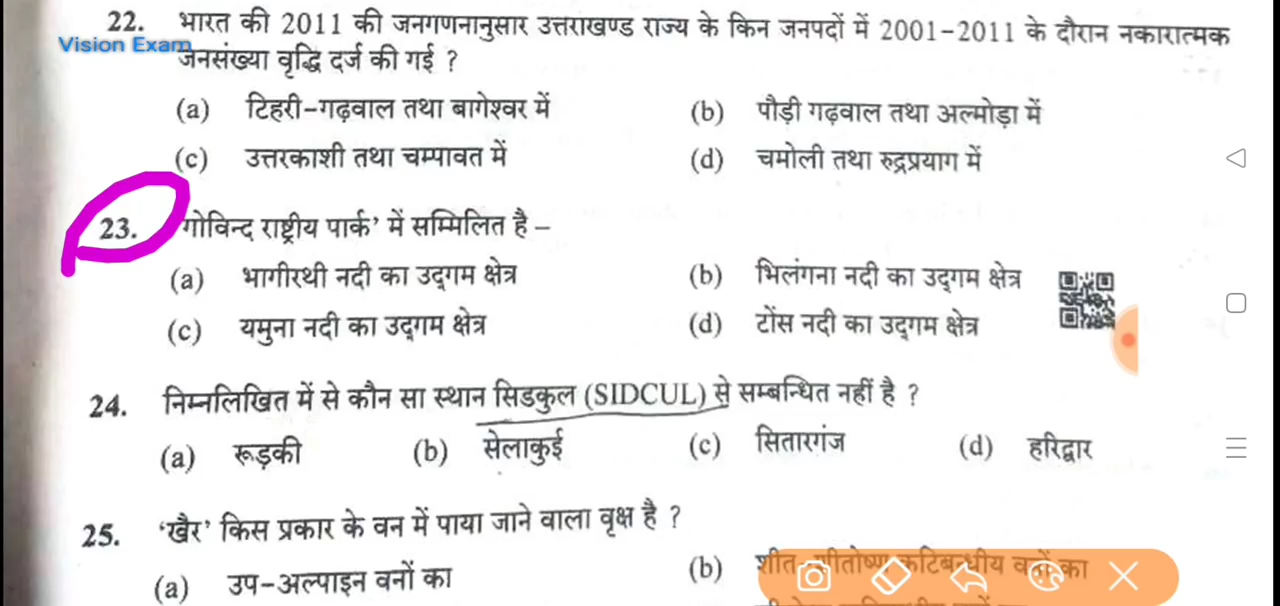 22. भारत की 2011 की जनगणनानुसार उत्तराखण्ड राज्य के किन जनपदों में 2001-2011 के दौरान नकारात्मक
Vision Exam
जनसंख्या वृद्धि दर्ज की गई ?
(a) टिहरी-गढ़वाल तथा बागेश्वर में (b) पौड़ी गढ़वाल तथा अल्मोड़ा में
(c) उत्तरकाशी तथा चम्पावत में (d) चमोली तथा रुद्रप्रयाग में
23. 'गोविन्द राष्ट्रीय पार्क' में सम्मिलित है –
(a) भागीरथी नदी का उद्गम क्षेत्र (b) भिलंगना नदी का उद्गम क्षेत्र
(c) यमुना नदी का उद्गम क्षेत्र (d) टोंस नदी का उद्गम क्षेत्र
24. निम्नलिखित में से कौन सा स्थान सिडकुल (SIDCUL) से सम्बन्धित नहीं है ?
(a) रूड़की (b) सेलाकुई (c) सितारगंज (d) हरिद्वार
25. 'खैर' किस प्रकार के वन में पाया जाने वाला वृक्ष है ?
(a) उप-अल्पाइन वनों का (b) शीत-शीतोष्ण कटिबन्धीय वनों का